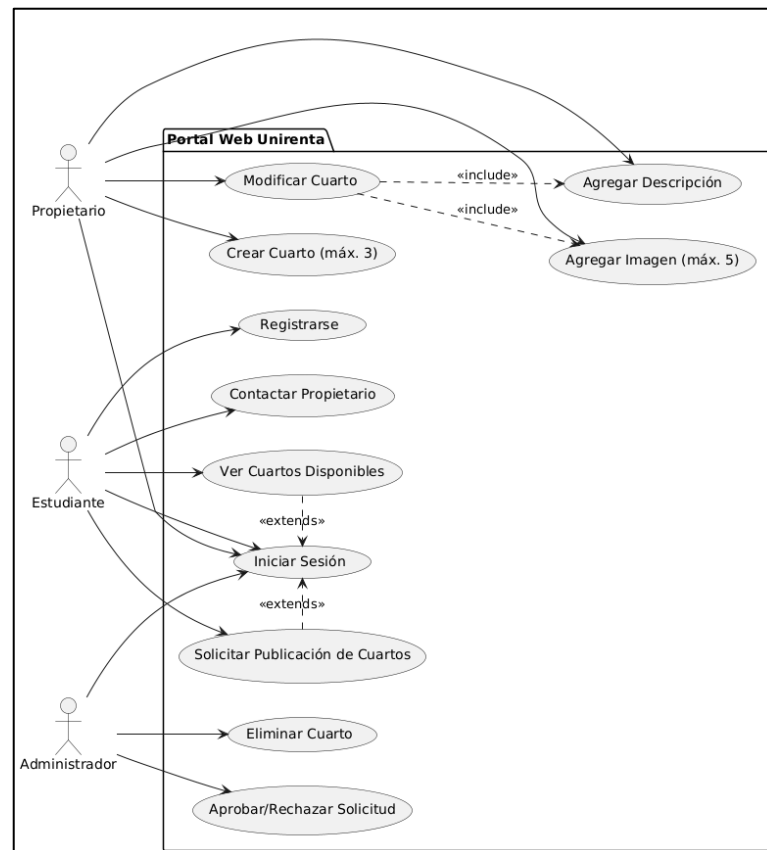 Portal Web Unirenta
Propietario
Modificar Cuarto
«include»
Agregar Descripción
«include»
Crear Cuarto (máx. 3)
Agregar Imagen (máx. 5)
Registrarse
Contactar Propietario
Estudiante
Ver Cuartos Disponibles
«extends»
Iniciar Sesión
«extends»
Solicitar Publicación de Cuartos
Administrador
Eliminar Cuarto
Aprobar/Rechazar Solicitud